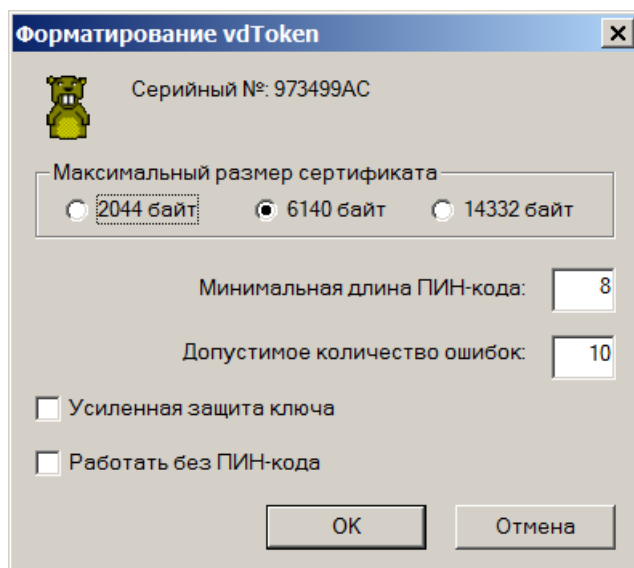 Форматирование vdToken
Серийный №: 973499AC
Максимальный размер сертификата
2044 байт 6140 байт 14332 байт
Минимальная длина ПИН-кода: 8
Допустимое количество ошибок: 10
Усиленная защита ключа
Работать без ПИН-кода
OK Отмена